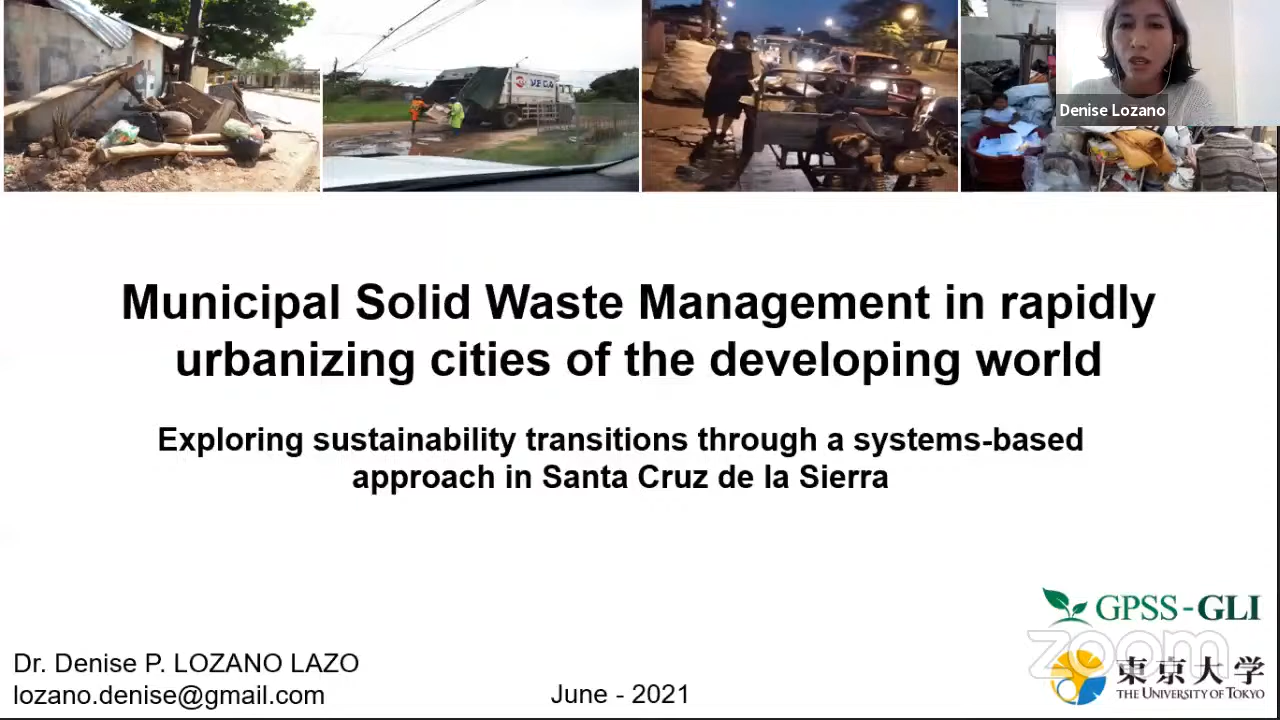 VEGA
Denise Lozano
Municipal Solid Waste Management in rapidly
urbanizing cities of the developing world
Exploring sustainability transitions through a systems-based
approach in Santa Cruz de la Sierra
GPSS-GLI
zoom
東京大学
THE UNIVERSITY OF TOKYO
Dr. Denise P. LOZANO LAZO
lozano.denise@gmail.com
June - 2021